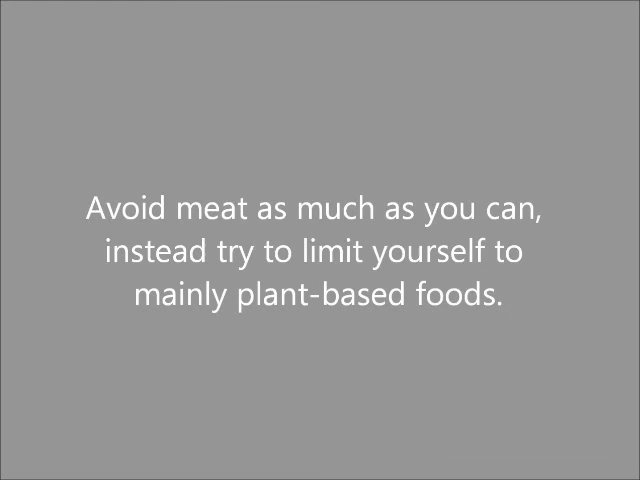 Avoid meat as much as you can,
instead try to limit yourself to
mainly plant-based foods.